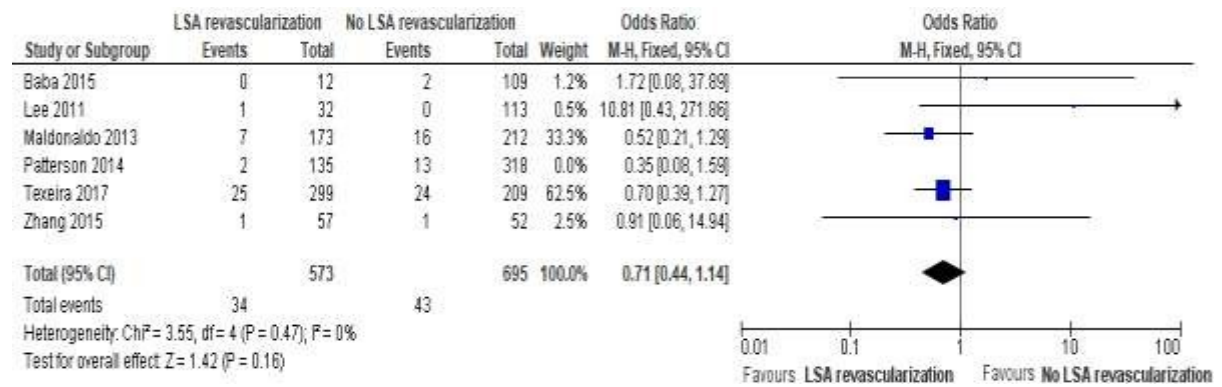 LSA revascularization No LSA revascularization Odds Ratio Odds Ratio
Study or Subgroup Events Total Events Total Weight M-H, Fixed, 95% CI M-H, Fixed, 95% CI
Baba 2015 0 12 2 109 1.2% 1.72 [0.08, 37.89]
Lee 2011 1 32 0 113 0.5% 10.81 [0.43, 271.86]
Maldonaldo 2013 7 173 16 212 33.3% 0.52 [0.21, 1.29]
Patterson 2014 2 135 13 318 0.0% 0.35 [0.08, 1.59]
Texeira 2017 25 299 24 209 62.5% 0.70 [0.39, 1.27]
Zhang 2015 1 57 1 52 2.5% 0.91 [0.06, 14.94]
Total (95% CI) 573 695 100.0% 0.71 [0.44, 1.14]
Total events 34 43
Heterogeneity: Chi² = 3.55, df = 4 (P = 0.47); I² = 0%
Test for overall effect: Z = 1.42 (P = 0.16)
0.01 0.1 1 10 100
Favours LSA revascularization Favours No LSA revascularization